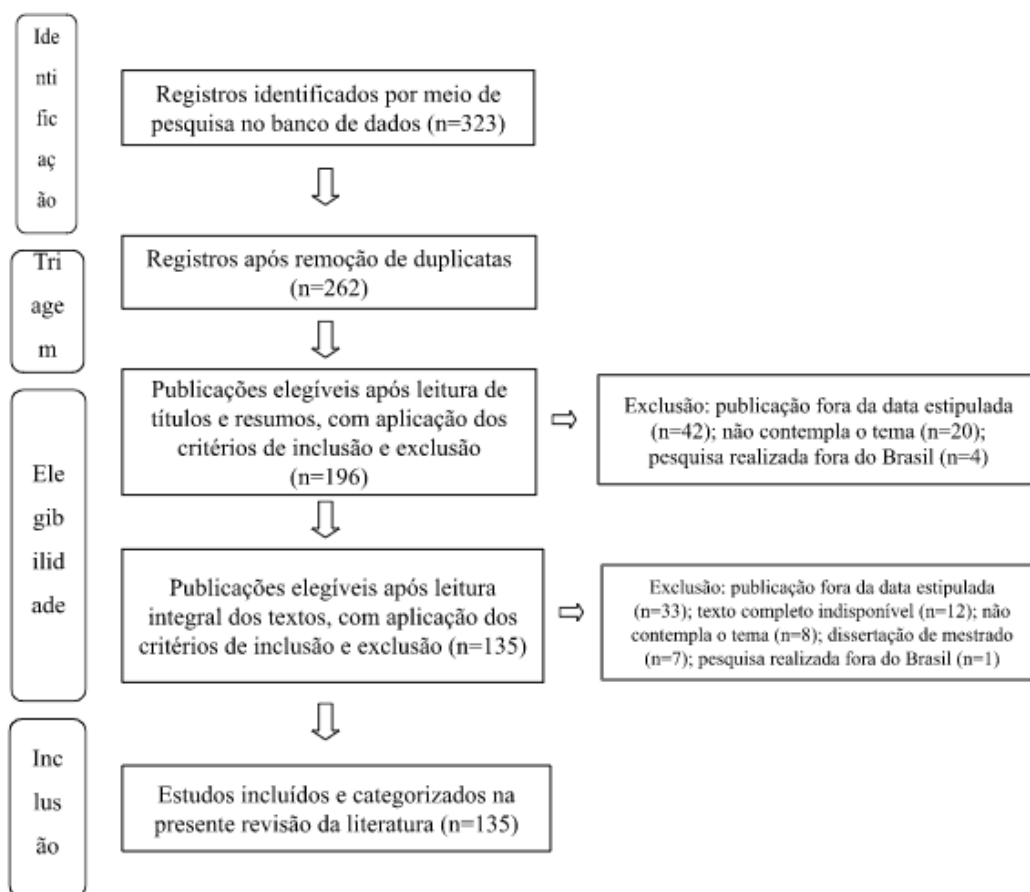 Ide
nti
fic
aç
ão
Registros identificados por meio de
pesquisa no banco de dados (n=323)
Tri
age
m
Registros após remoção de duplicatas
(n=262)
Ele
gib
ilid
ade
Publicações elegíveis após leitura de
títulos e resumos, com aplicação dos
critérios de inclusão e exclusão
(n=196)
Exclusão: publicação fora da data estipulada
(n=42); não contempla o tema (n=20);
pesquisa realizada fora do Brasil (n=4)
Publicações elegíveis após leitura
integral dos textos, com aplicação dos
critérios de inclusão e exclusão (n=135)
Exclusão: publicação fora da data estipulada
(n=33); texto completo indisponível (n=12); não
contempla o tema (n=8); dissertação de mestrado
(n=7); pesquisa realizada fora do Brasil (n=1)
Inc
lus
ão
Estudos incluídos e categorizados na
presente revisão da literatura (n=135)